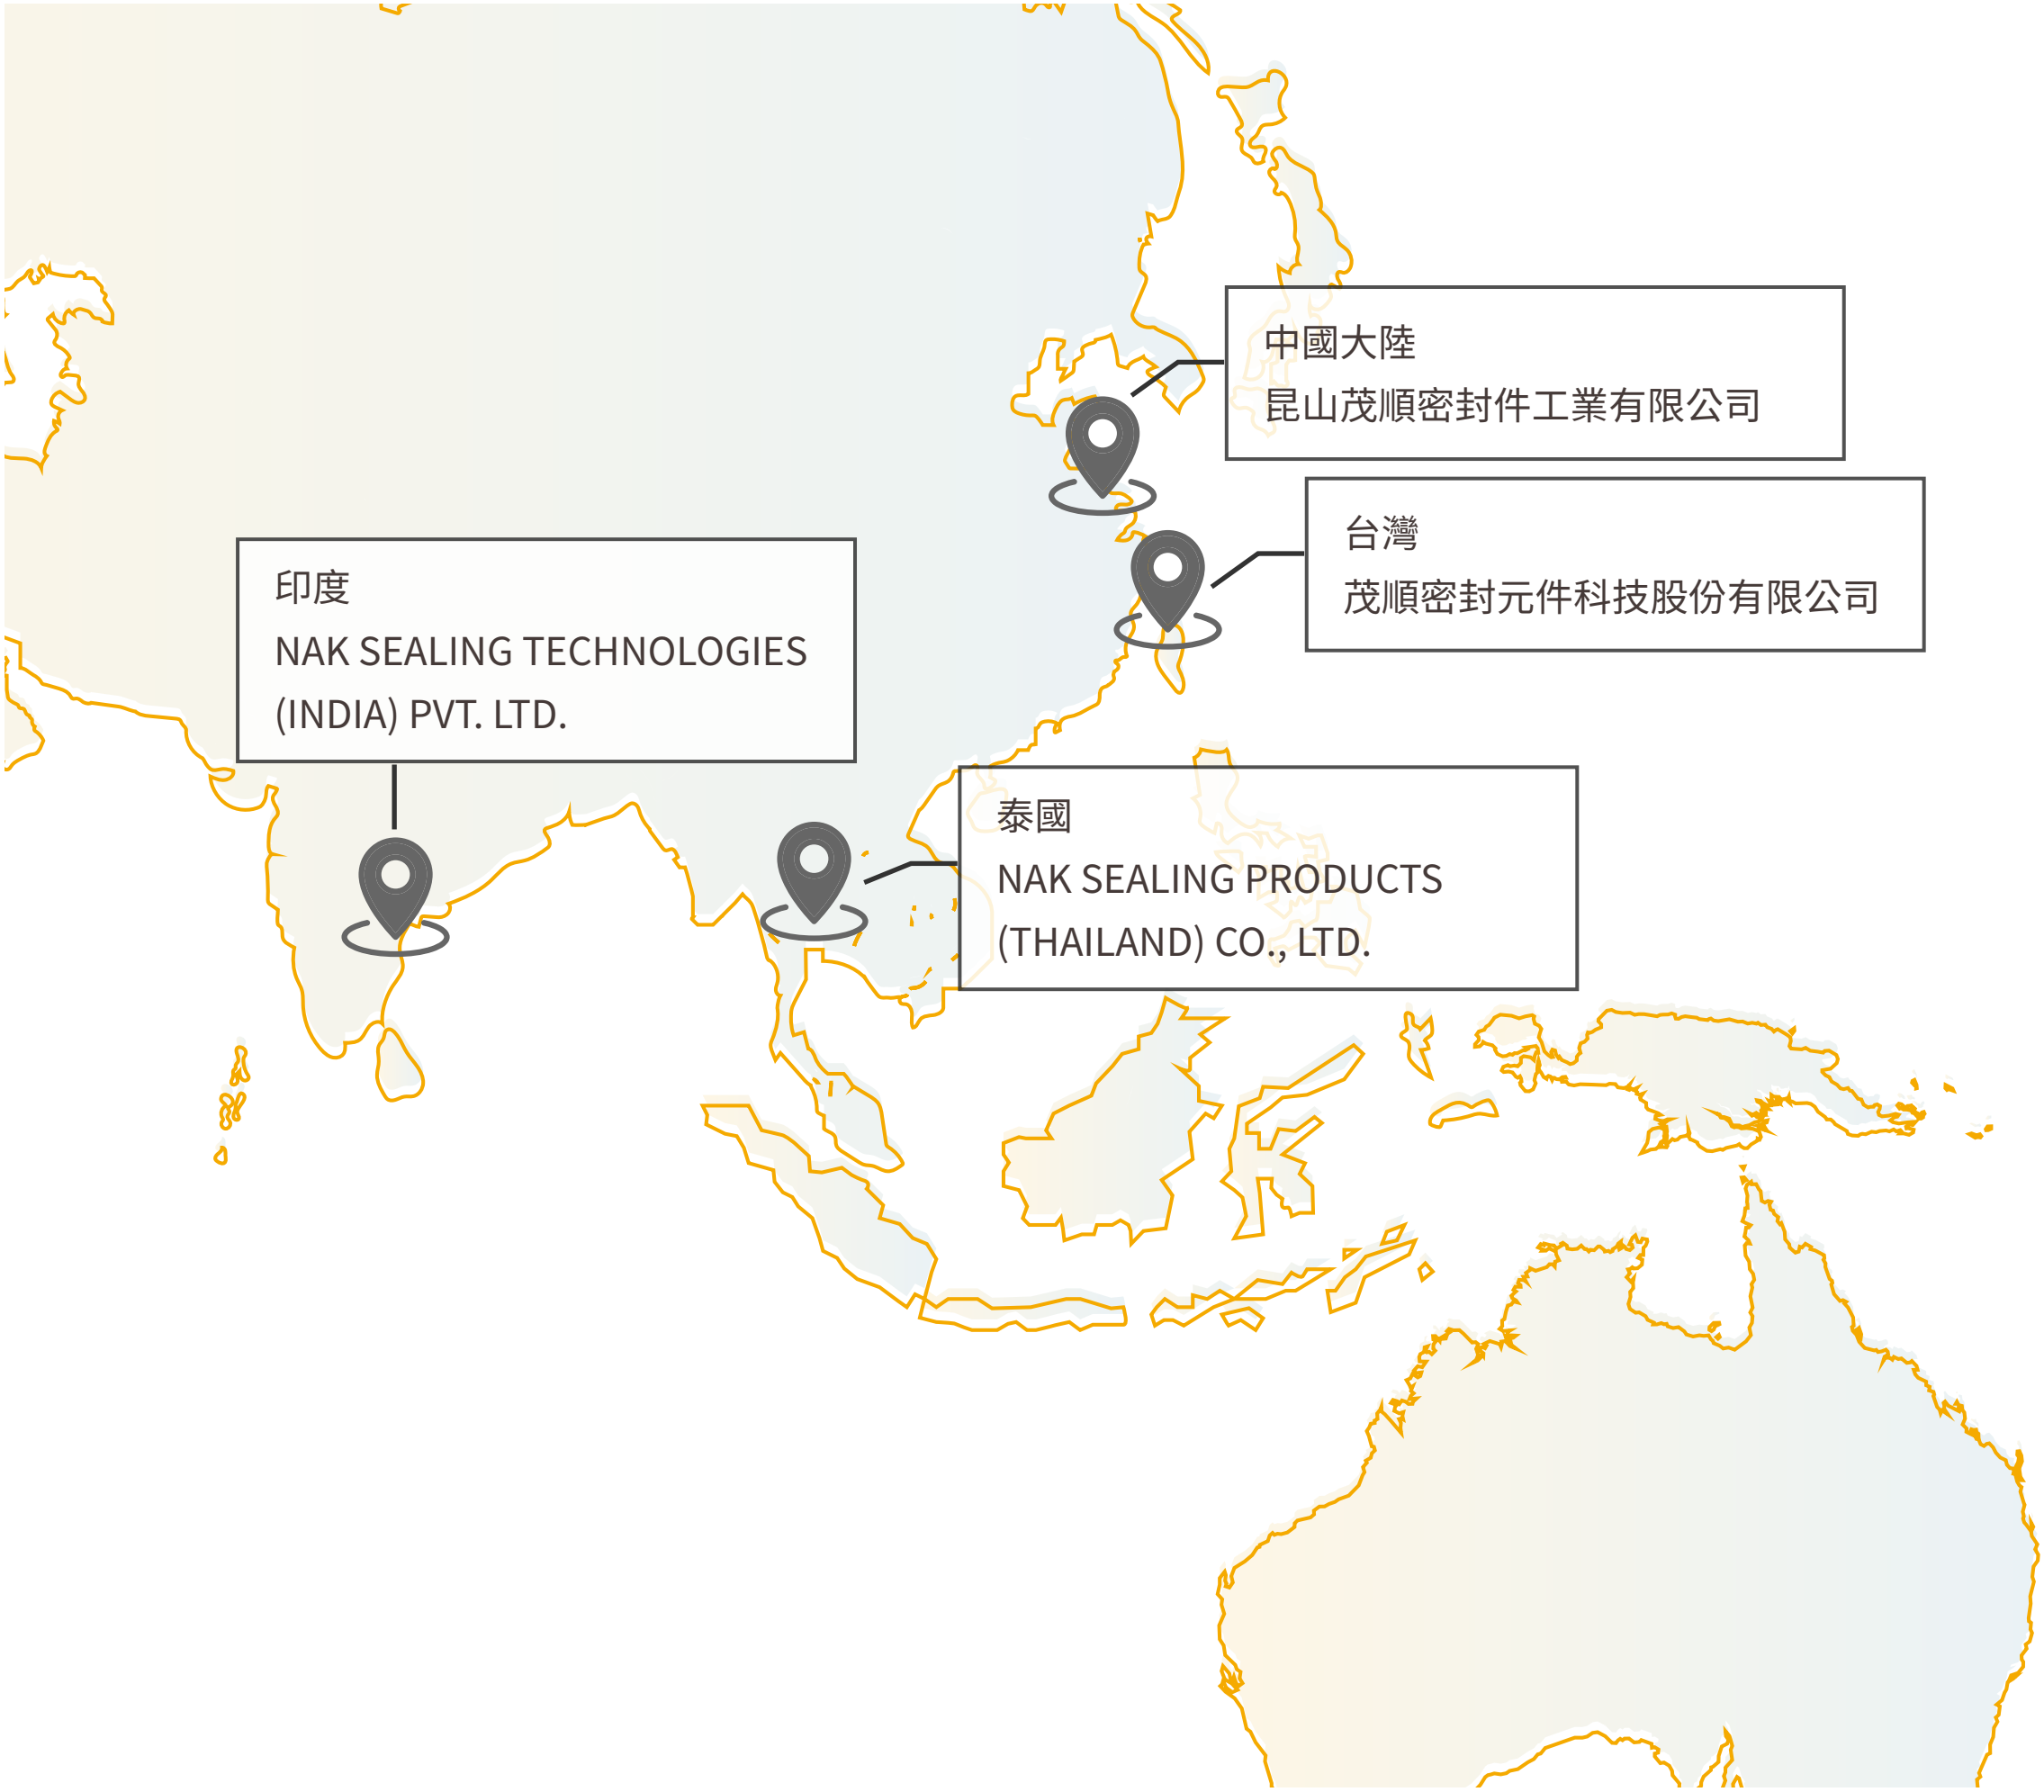 中國大陸
昆山茂順密封件工業有限公司
台灣
茂順密封元件科技股份有限公司
印度
NAK SEALING TECHNOLOGIES
(INDIA) PVT. LTD.
泰國
NAK SEALING PRODUCTS
(THAILAND) CO., LTD.